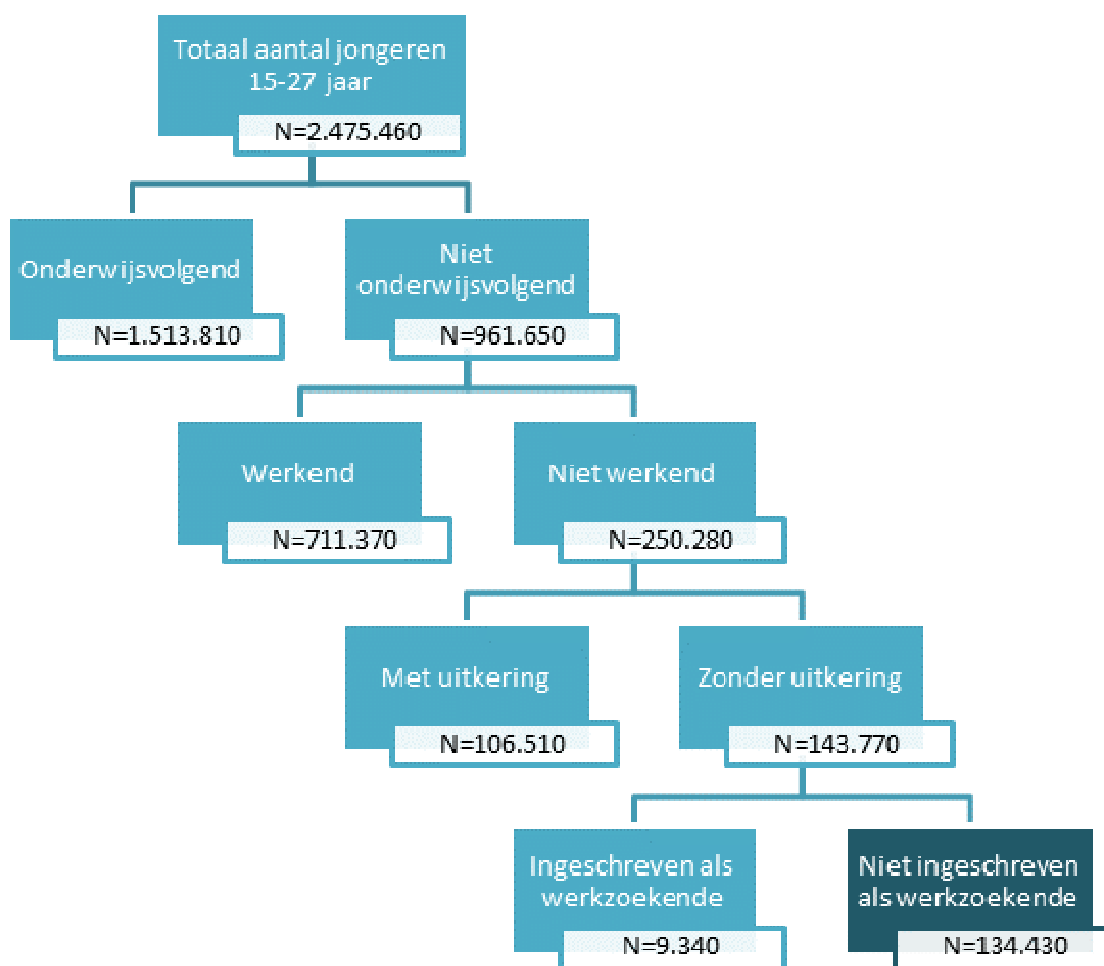 Totaal aantal jongeren
15-27 jaar
N=2.475.460
Onderwijsvolgend
N=1.513.810
Niet
onderwijsvolgend
N=961.650
Werkend
N=711.370
Niet werkend
N=250.280
Met uitkering
N=106.510
Zonder uitkering
N=143.770
Ingeschreven als
werkzoekende
N=9.340
Niet ingeschreven
als werkzoekende
N=134.430